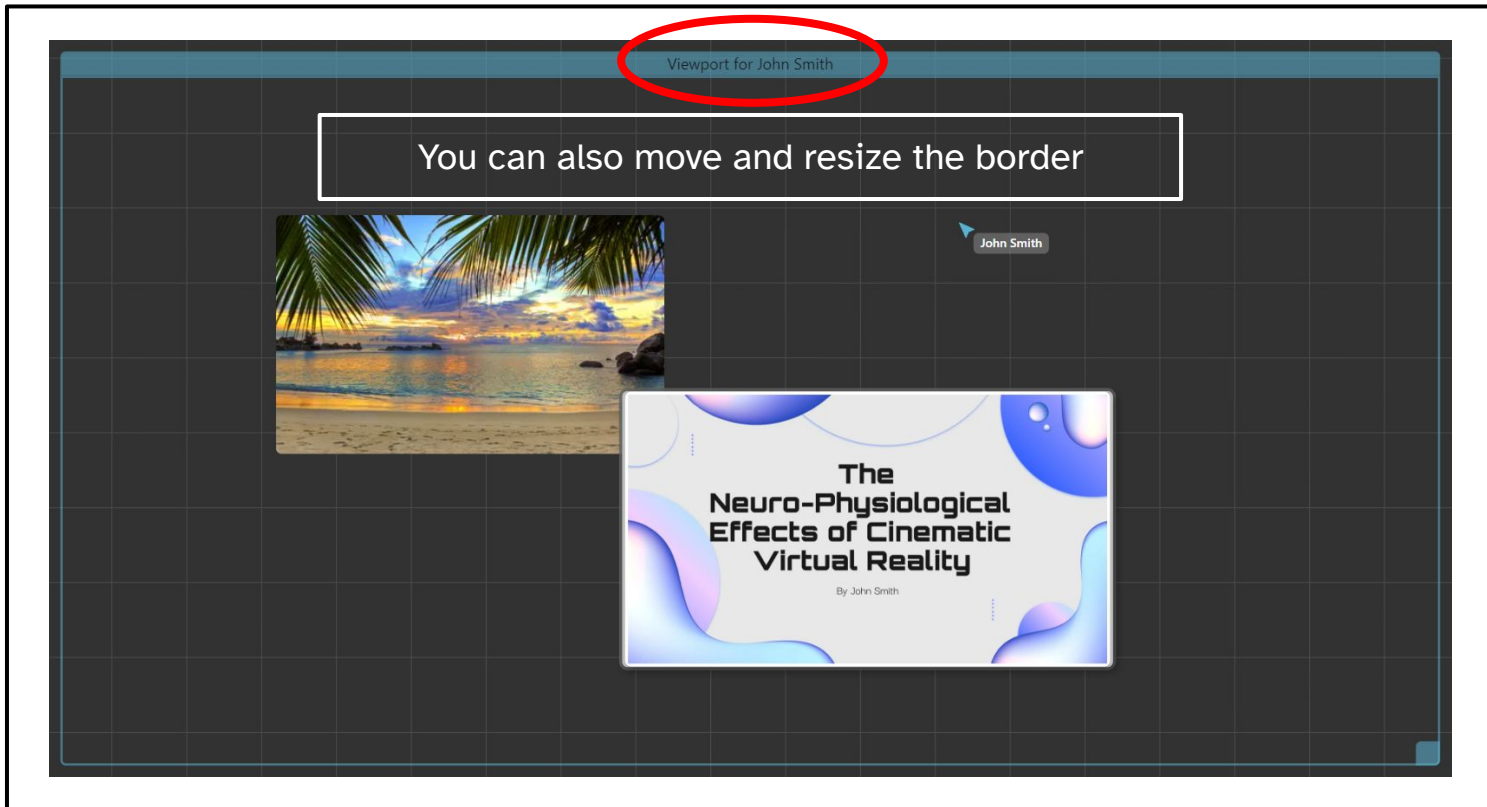 Viewport for John Smith
You can also move and resize the border
John Smith
The
Neuro-Physiological
Effects of Cinematic
Virtual Reality
By John Smith